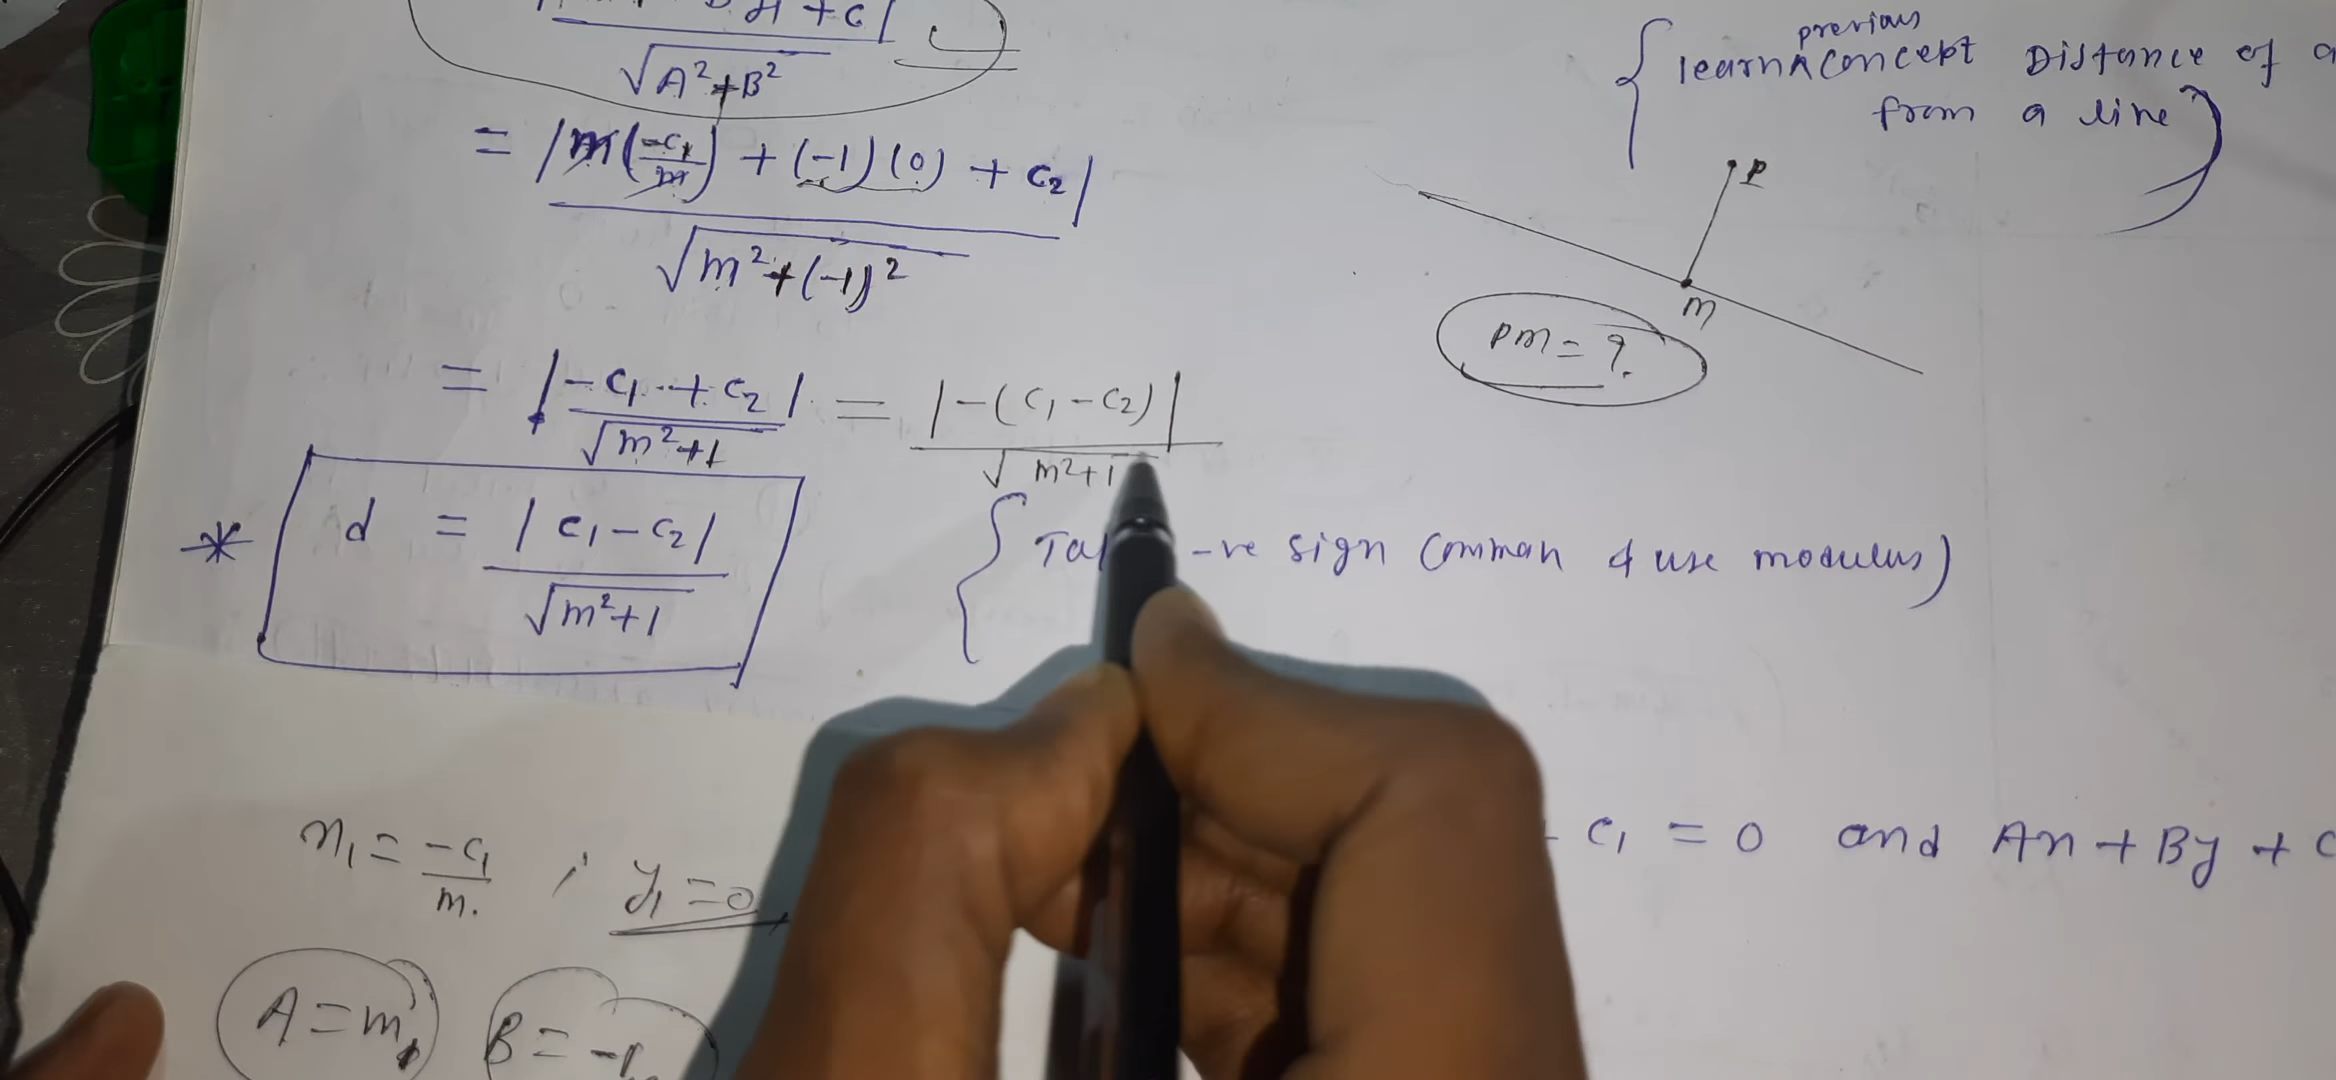 + c|
√A²+B²
{ learn previous concept Distance of a
from a line }
= |m(-c₁/m) + (-1)(0) + c₂|
√m²+(-1)²
P
M
PM = ?
= |-c₁ + c₂| / √m²+1 = |-(c₁ - c₂)| / √m²+1
* d = |c₁ - c₂| / √m²+1
{ -ve sign common & use modulus)
x₁ = -c₁/m. ; y₁ = 0
c₁ = 0 and Ax + By + C
A = m, B = -1